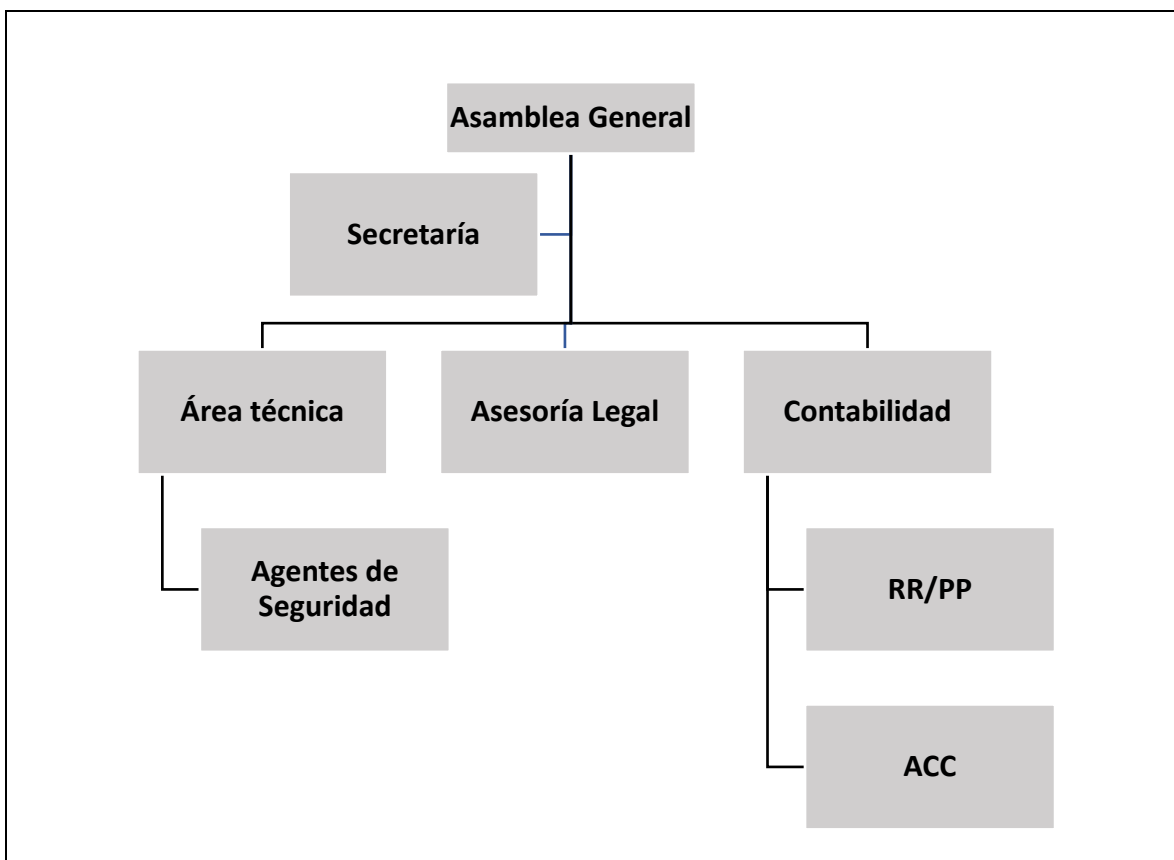 Asamblea General
Secretaría
Área técnica
Asesoría Legal
Contabilidad
Agentes de
Seguridad
RR/PP
ACC